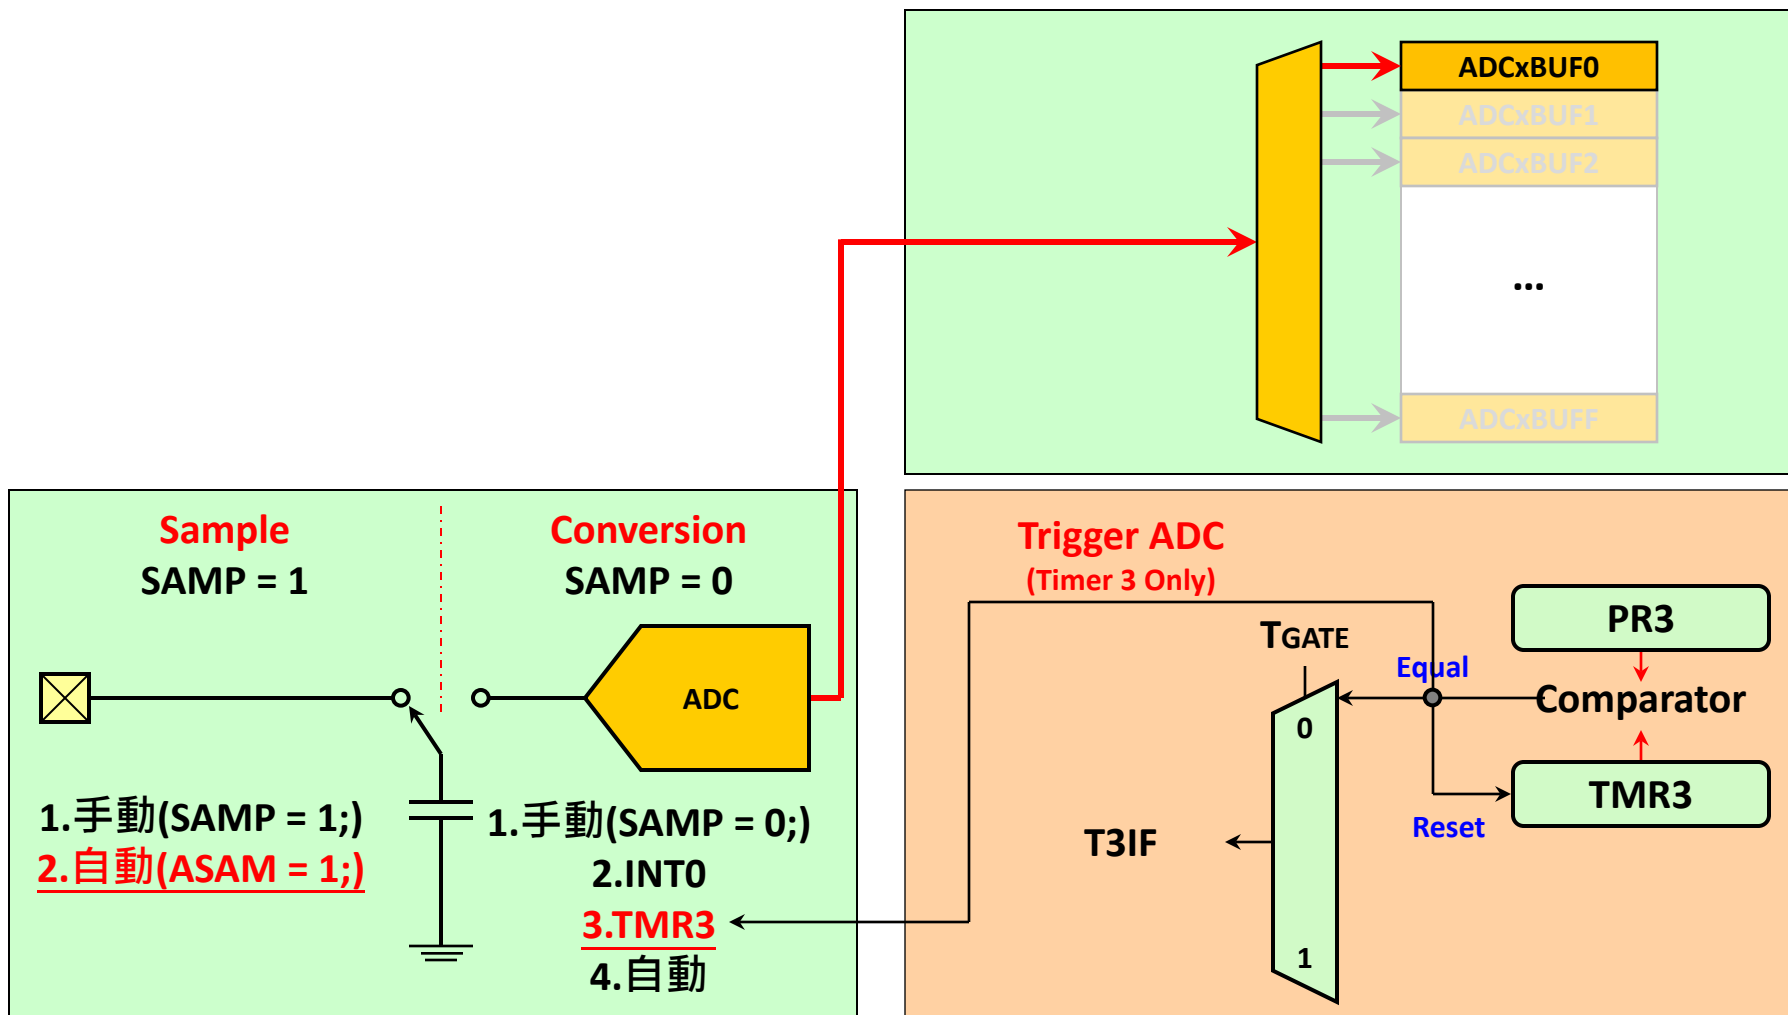 ADCxBUF0
ADCxBUF1
ADCxBUF2
...
ADCxBUFF
Sample
SAMP = 1
Conversion
SAMP = 0
ADC
1.手動(SAMP = 1;)
2.自動(ASAM = 1;)
1.手動(SAMP = 0;)
2.INT0
3.TMR3
4.自動
Trigger ADC
(Timer 3 Only)
TGATE
Equal
PR3
Comparator
0
TMR3
Reset
T3IF
1